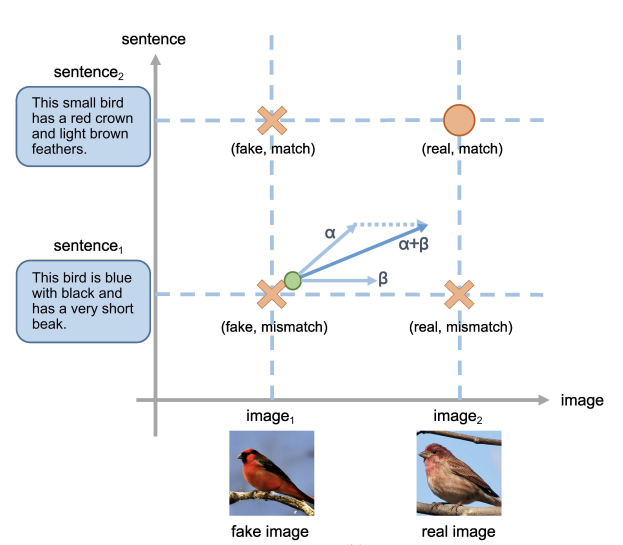 sentence
sentence2
This small bird
has a red crown
and light brown
feathers.
(fake, match)
(real, match)
α
α+β
β
sentence1
This bird is blue
with black and
has a very short
beak.
(fake, mismatch)
(real, mismatch)
image
image1
image2
fake image
real image